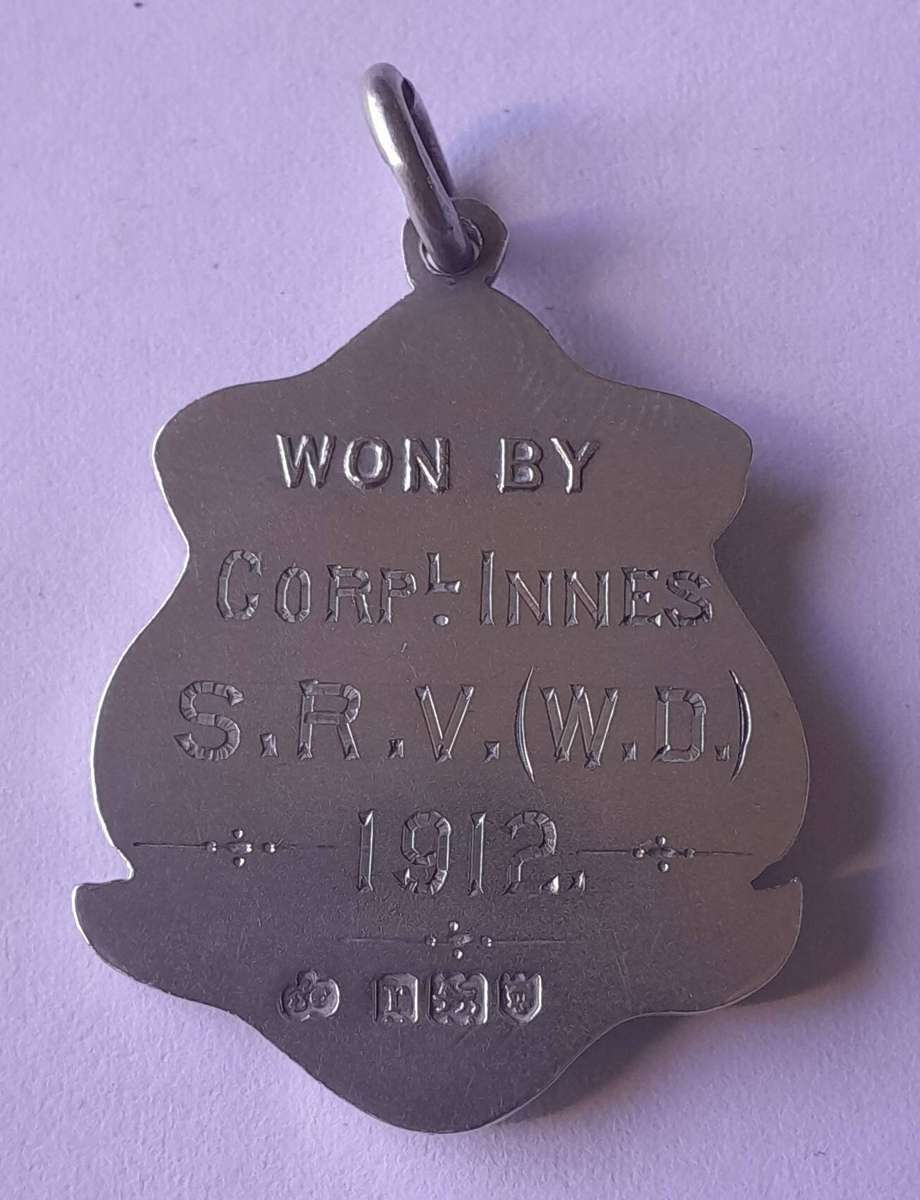 WON BY
CORPL. INNES
S.R.V.(W.D.)
1912.